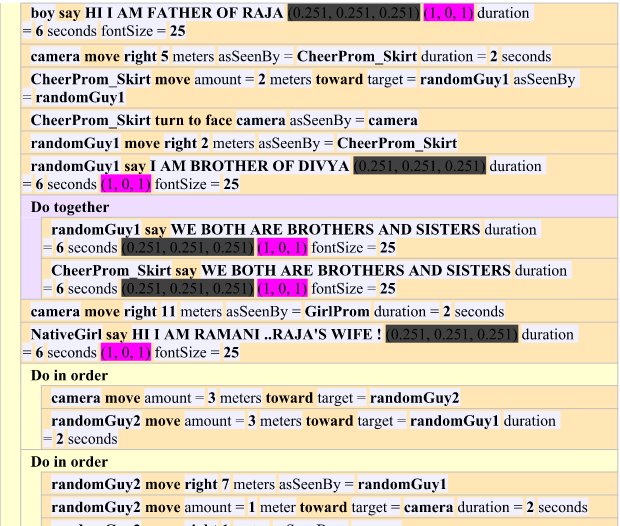 boy say HI I AM FATHER OF RAJA (0.251, 0.251, 0.251) (1, 0, 1) duration
= 6 seconds fontSize = 25
camera move right 5 meters asSeenBy = CheerProm_Skirt duration = 2 seconds
CheerProm_Skirt move amount = 2 meters toward target = randomGuy1 asSeenBy
= randomGuy1
CheerProm_Skirt turn to face camera asSeenBy = camera
randomGuy1 move right 2 meters asSeenBy = CheerProm_Skirt
randomGuy1 say I AM BROTHER OF DIVYA (0.251, 0.251, 0.251) duration
= 6 seconds (1, 0, 1) fontSize = 25
Do together
randomGuy1 say WE BOTH ARE BROTHERS AND SISTERS duration
= 6 seconds (0.251, 0.251, 0.251) (1, 0, 1) fontSize = 25
CheerProm_Skirt say WE BOTH ARE BROTHERS AND SISTERS duration
= 6 seconds (0.251, 0.251, 0.251) (1, 0, 1) fontSize = 25
camera move right 11 meters asSeenBy = GirlProm duration = 2 seconds
NativeGirl say HI I AM RAMANI ..RAJA'S WIFE ! (0.251, 0.251, 0.251) duration
= 6 seconds (1, 0, 1) fontSize = 25
Do in order
camera move amount = 3 meters toward target = randomGuy2
randomGuy2 move amount = 3 meters toward target = randomGuy1 duration
= 2 seconds
Do in order
randomGuy2 move right 7 meters asSeenBy = randomGuy1
randomGuy2 move amount = 1 meter toward target = camera duration = 2 seconds